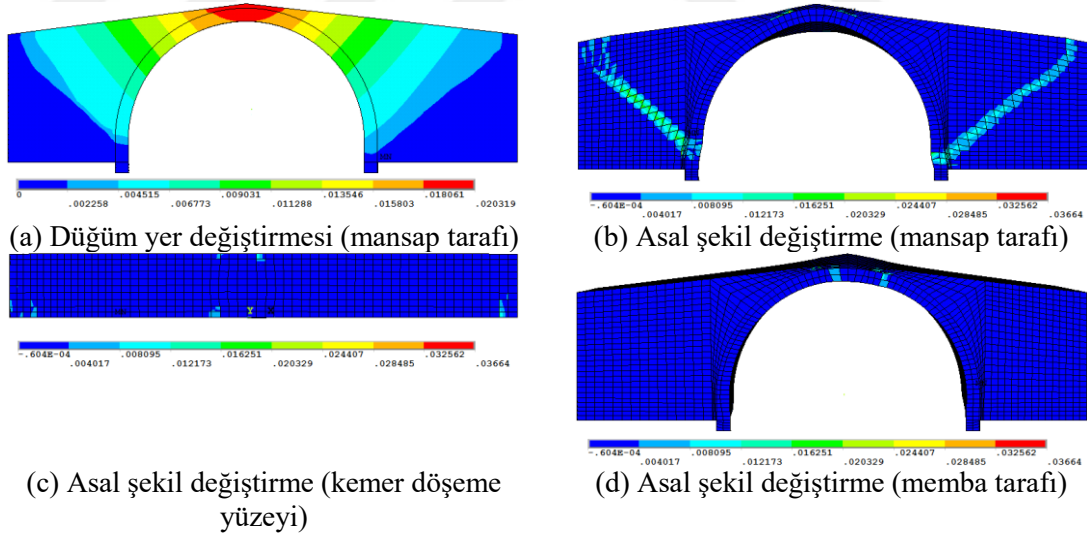 0 .004515 .009031 .013546 .018061
.002258 .006773 .011288 .015803 .020319
-.604E-04 .008095 .016251 .024407 .032562
.004017 .012173 .020329 .028485 .03664
(a) Düğüm yer değiştirmesi (mansap tarafı)
(b) Asal şekil değiştirme (mansap tarafı)
Y X
-.604E-04 .008095 .016251 .024407 .032562
.004017 .012173 .020329 .028485 .03664
-.604E-04 .008095 .016251 .024407 .032562
.004017 .012173 .020329 .028485 .03664
(c) Asal şekil değiştirme (kemer döşeme
yüzeyi)
(d) Asal şekil değiştirme (memba tarafı)